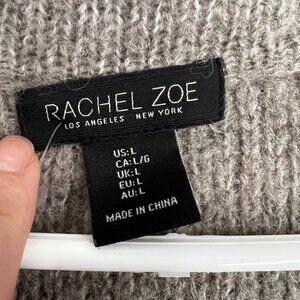 RACHEL ZOE
LOS ANGELES NEW YORK
US:L
CA:L/G
UK:L
EU:L
AU:L
MADE IN CHINA